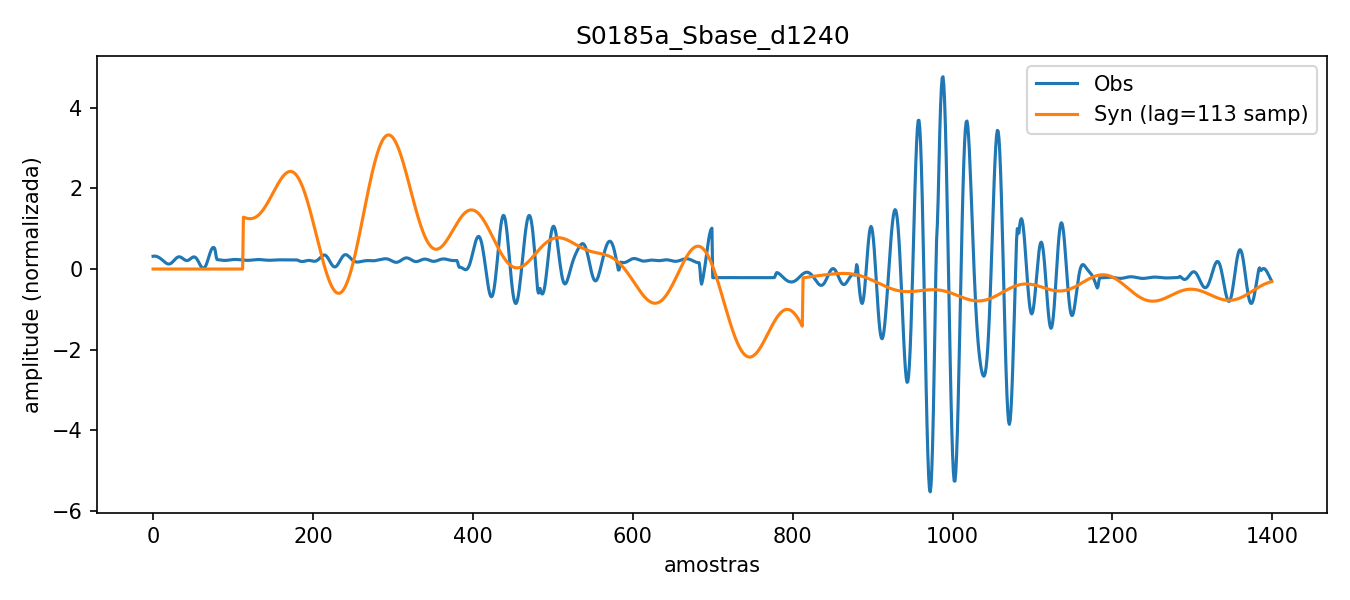 S0185a_Sbase_d1240
Obs
Syn (lag=113 samp)
amplitude (normalizada)
4
2
0
−2
−4
−6
0 200 400 600 800 1000 1200 1400
amostras